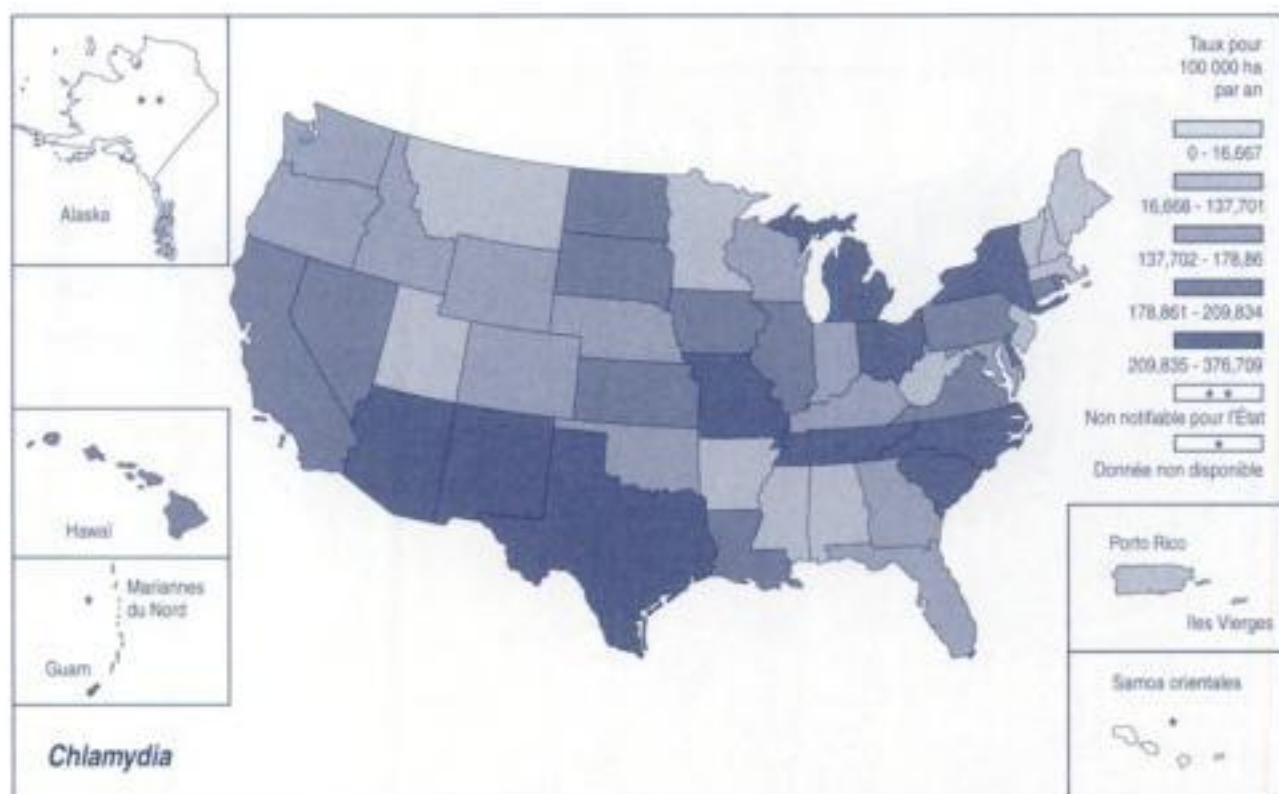 Taux pour
100 000 ha
par an
0 - 16,667
16,668 - 137,701
137,702 - 178,86
178,861 - 209,834
209,835 - 376,709
* *
Non notifiable pour l'État
*
Donnée non disponible
* *
Alaska
Hawaï
*
Mariannes
du Nord
Guam
Porto Rico
Iles Vierges
Samoa orientales
*
Chlamydia